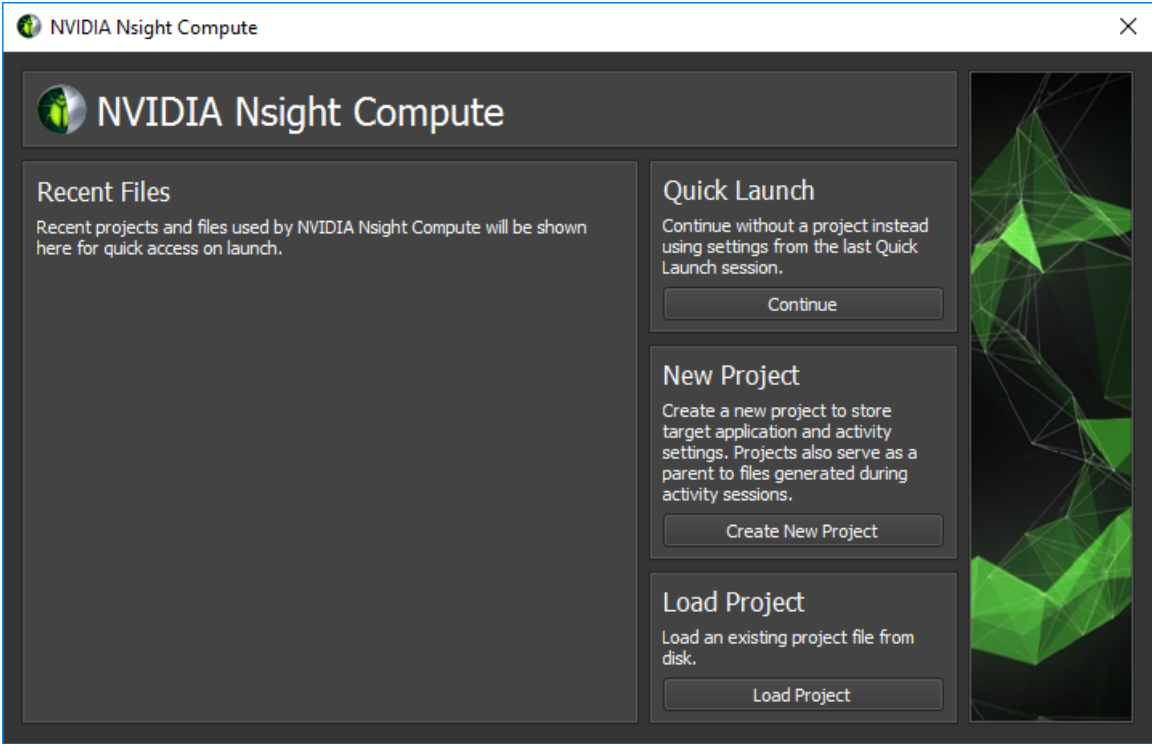 NVIDIA Nsight Compute
NVIDIA Nsight Compute
Recent Files
Recent projects and files used by NVIDIA Nsight Compute will be shown
here for quick access on launch.
Quick Launch
Continue without a project instead
using settings from the last Quick
Launch session.
Continue
New Project
Create a new project to store
target application and activity
settings. Projects also serve as a
parent to files generated during
activity sessions.
Create New Project
Load Project
Load an existing project file from
disk.
Load Project